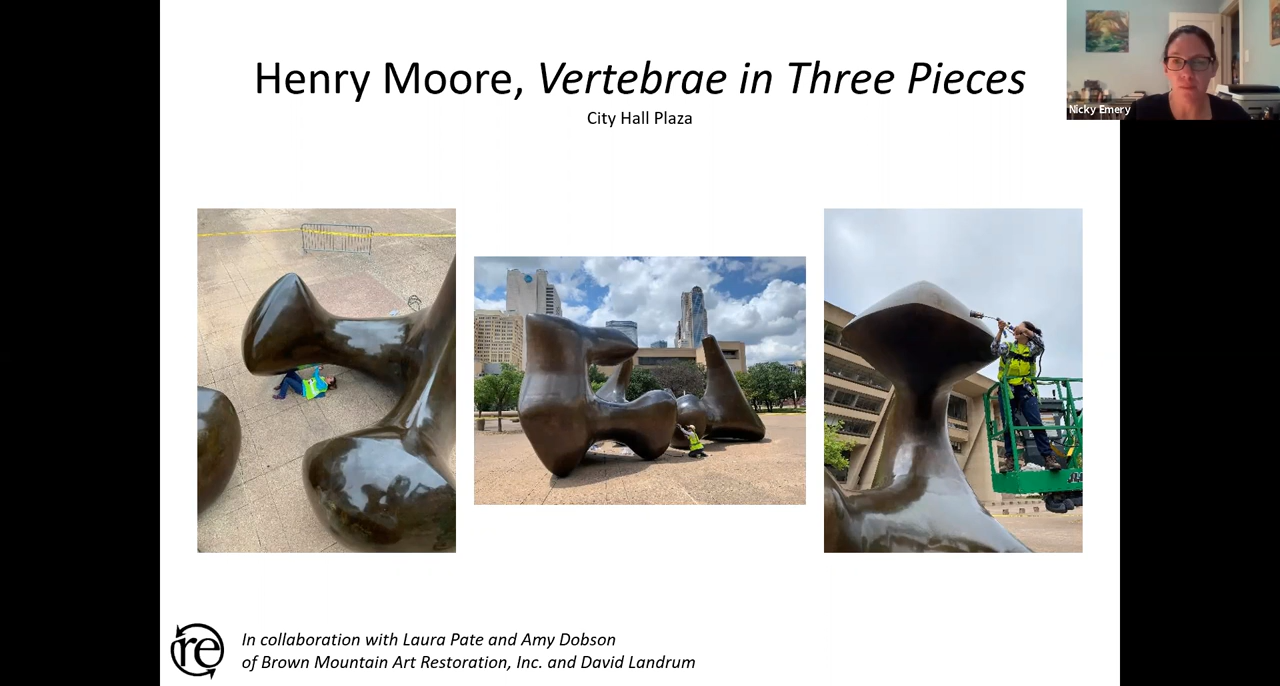 Henry Moore, Vertebrae in Three Pieces
City Hall Plaza
Nicky Emery
re
In collaboration with Laura Pate and Amy Dobson
of Brown Mountain Art Restoration, Inc. and David Landrum